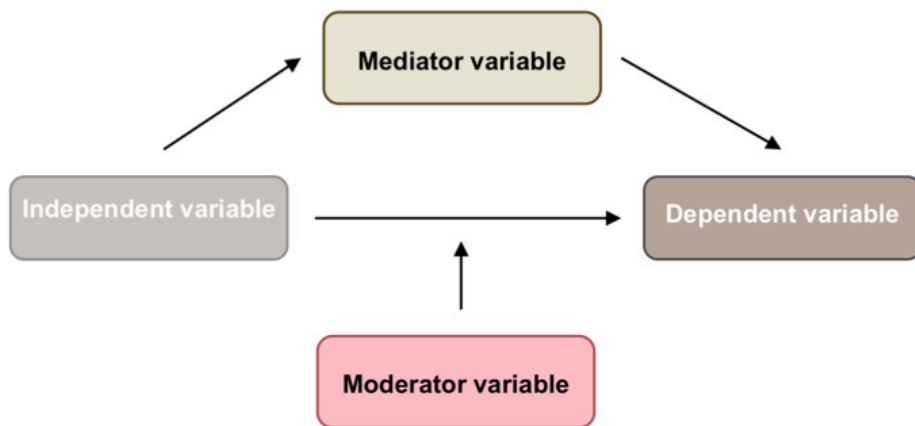 Mediator variable
Independent variable
Dependent variable
Moderator variable